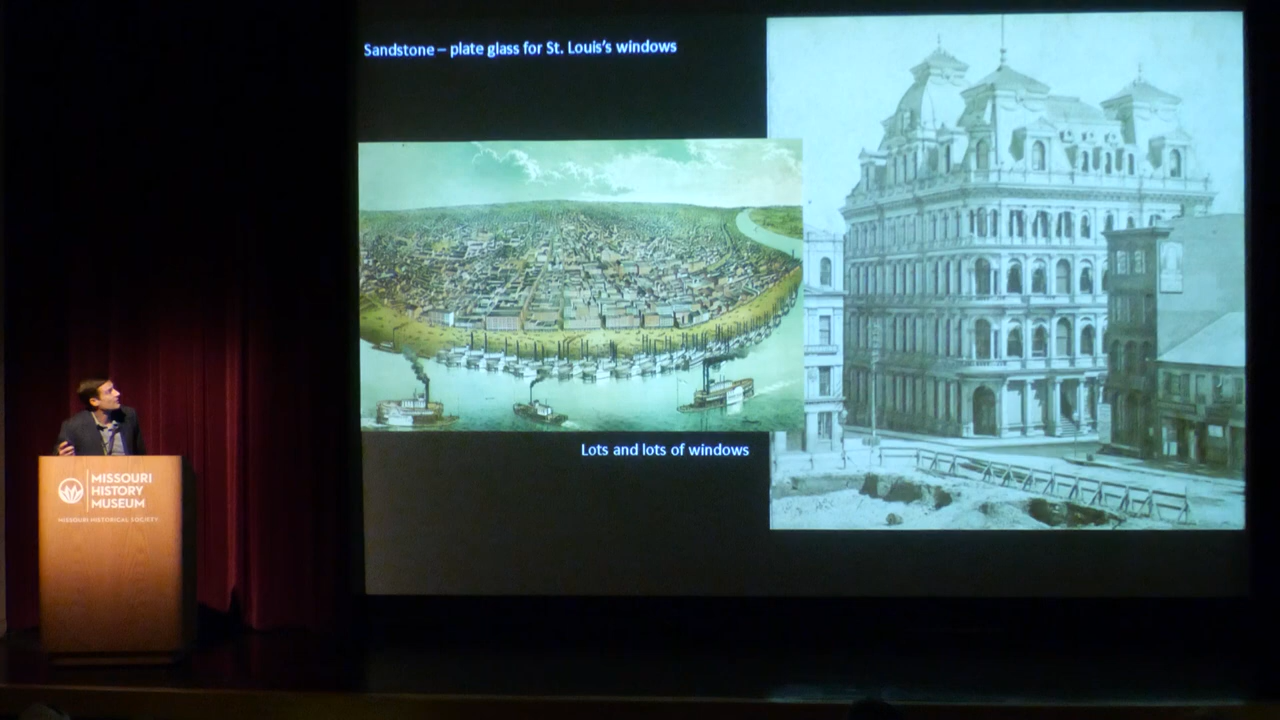 Sandstone – plate glass for St. Louis's windows
Lots and lots of windows
MISSOURI
HISTORY
MUSEUM
MISSOURI HISTORICAL SOCIETY